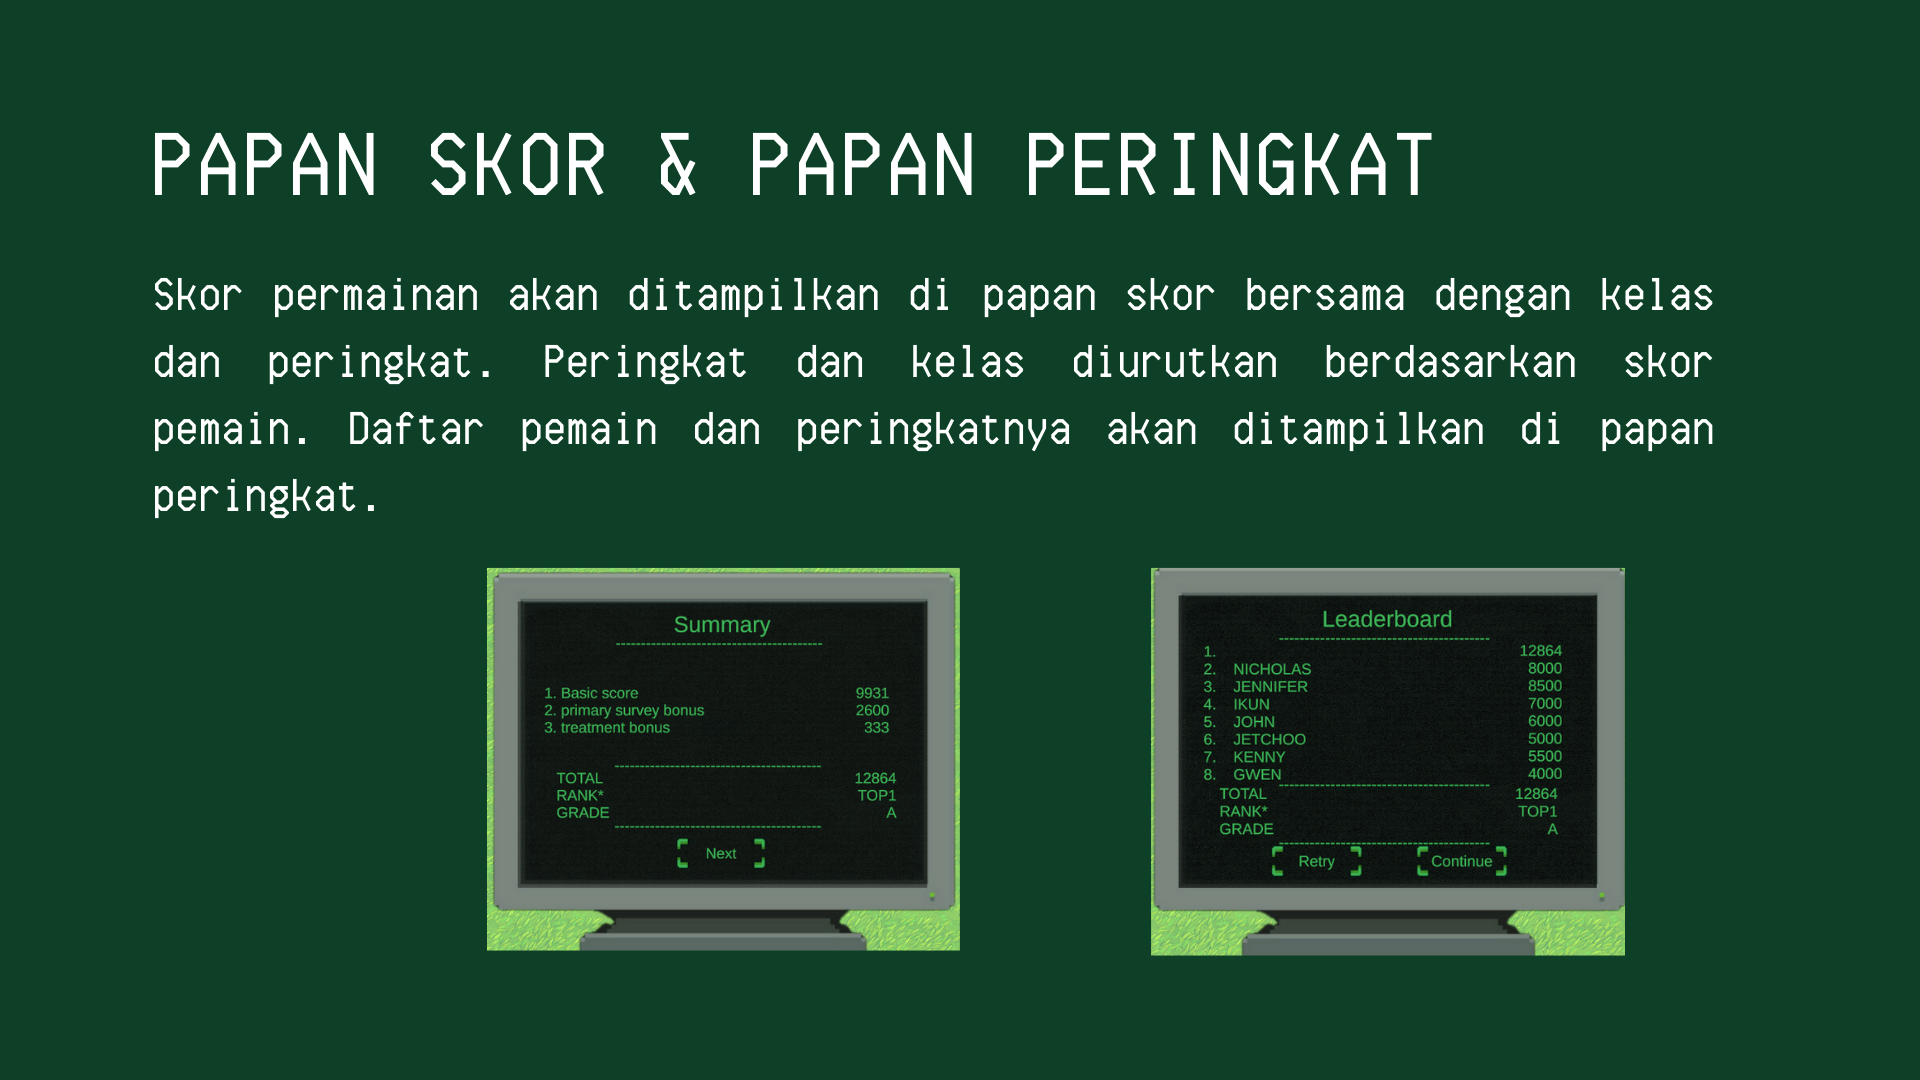 PAPAN SKOR & PAPAN PERINGKAT
Skor permainan akan ditampilkan di papan skor bersama dengan kelas
dan peringkat. Peringkat dan kelas diurutkan berdasarkan skor
pemain. Daftar pemain dan peringkatnya akan ditampilkan di papan
peringkat.
Summary
----------------------------------------
1. Basic score 9931
2. primary survey bonus 2600
3. treatment bonus 333
----------------------------------------
TOTAL 12864
RANK* TOP1
GRADE A
----------------------------------------
Next
Leaderboard
----------------------------------------
1. 12864
2. NICHOLAS 8000
3. JENNIFER 8500
4. IKUN 7000
5. JOHN 6000
6. JETCHOO 5000
7. KENNY 5500
8. GWEN 4000
----------------------------------------
TOTAL 12864
RANK* TOP1
GRADE A
----------------------------------------
Retry Continue